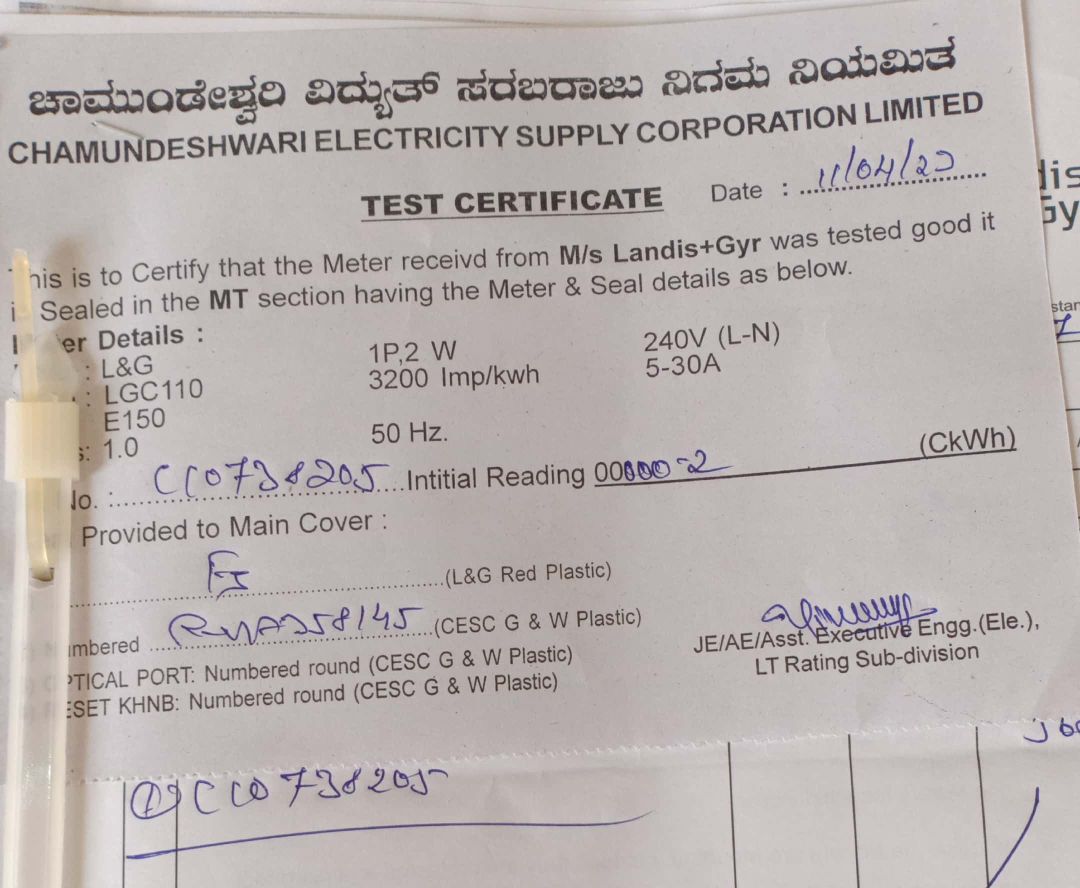 ಚಾಮುಂಡೇಶ್ವರಿ ವಿದ್ಯುತ್ ಸರಬರಾಜು ನಿಗಮ ನಿಯಮಿತ
CHAMUNDESHWARI ELECTRICITY SUPPLY CORPORATION LIMITED
TEST CERTIFICATE Date : 11/04/
This is to Certify that the Meter receivd from M/s Landis+Gyr was tested good it
Sealed in the MT section having the Meter & Seal details as below.
er Details :
: L&G 1P,2 W 240V (L-N)
: LGC110 3200 Imp/kwh 5-30A
E150
s: 1.0 50 Hz.
No. : CC0738205 Intitial Reading 00000-2 (CkWh)
Provided to Main Cover :
(L&G Red Plastic)
mbered (CESC G & W Plastic)
PTICAL PORT: Numbered round (CESC G & W Plastic)
ESET KHNB: Numbered round (CESC G & W Plastic)
JE/AE/Asst. Executive Engg.(Ele.),
LT Rating Sub-division
CC0738205